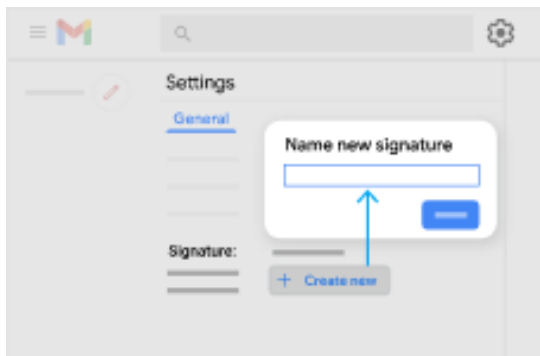 Settings
General
Name new signature
Signature:
+ Create new